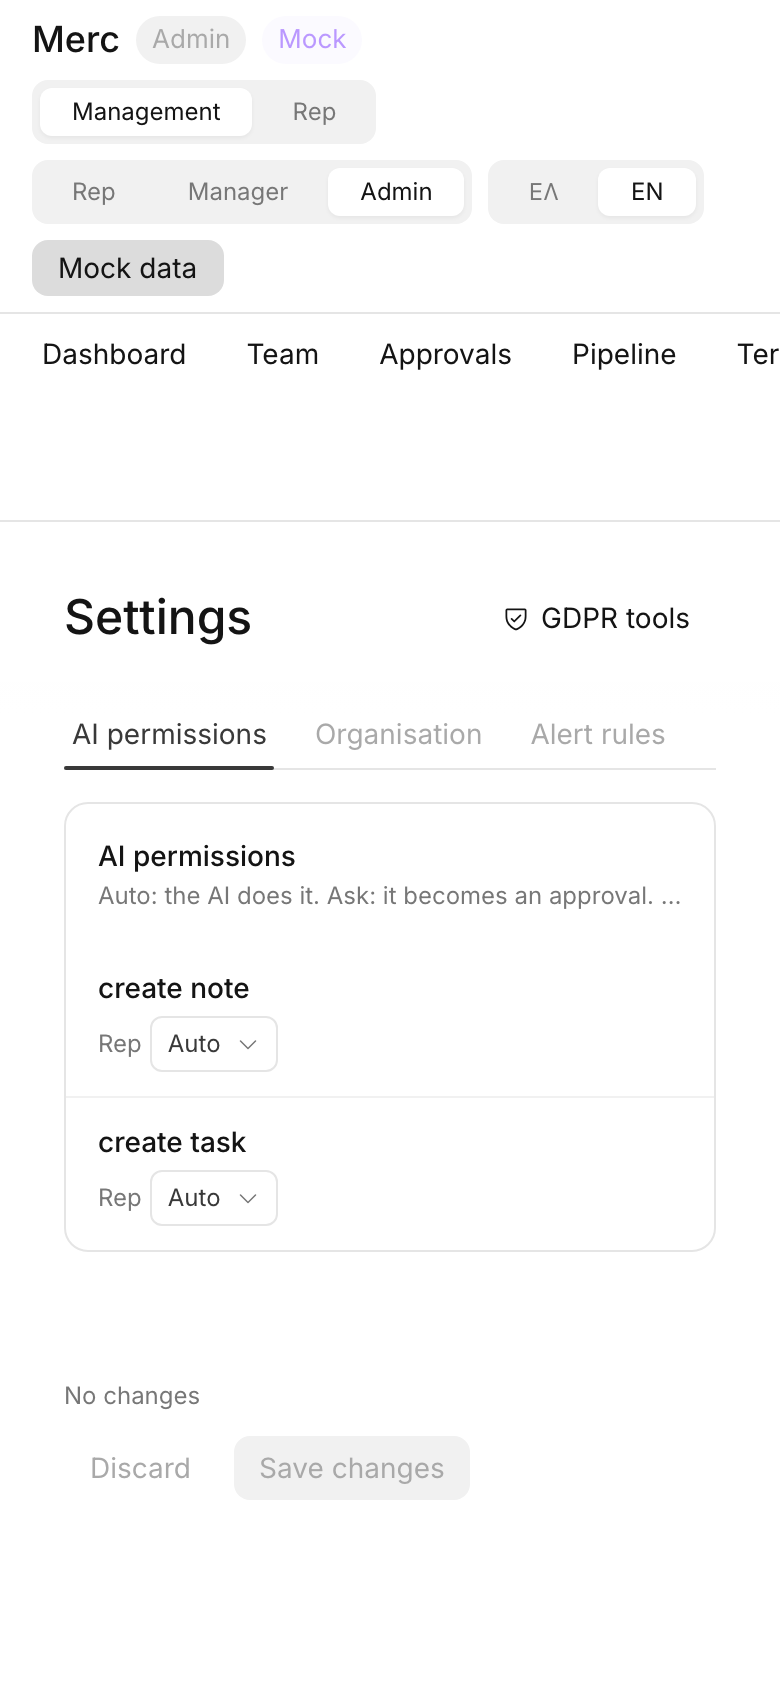 Merc Admin Mock
Management Rep
Rep Manager Admin ΕΛ EN
Mock data
Dashboard Team Approvals Pipeline Ter
Settings GDPR tools
AI permissions Organisation Alert rules
AI permissions
Auto: the AI does it. Ask: it becomes an approval. ...
create note
Rep Auto
create task
Rep Auto
No changes
Discard Save changes